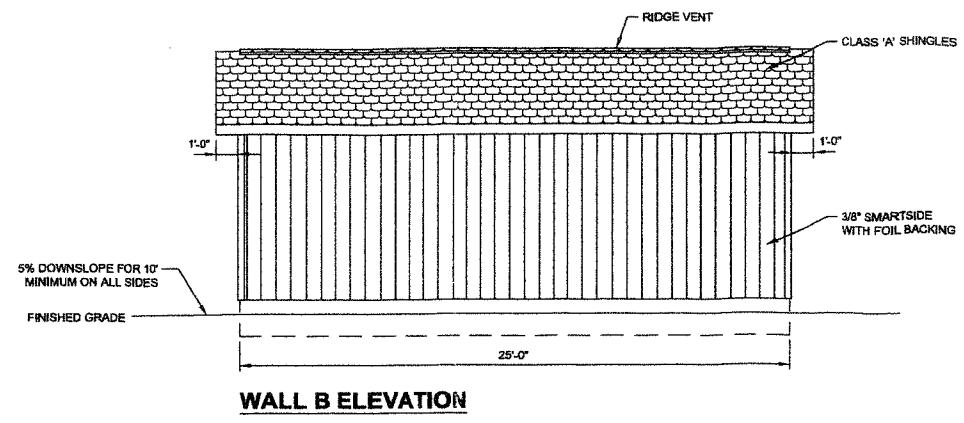 RIDGE VENT
CLASS 'A' SHINGLES
1'-0"
1'-0"
3/8" SMARTSIDE
WITH FOIL BACKING
5% DOWNSLOPE FOR 10'
MINIMUM ON ALL SIDES
FINISHED GRADE
25'-0"
WALL B ELEVATION